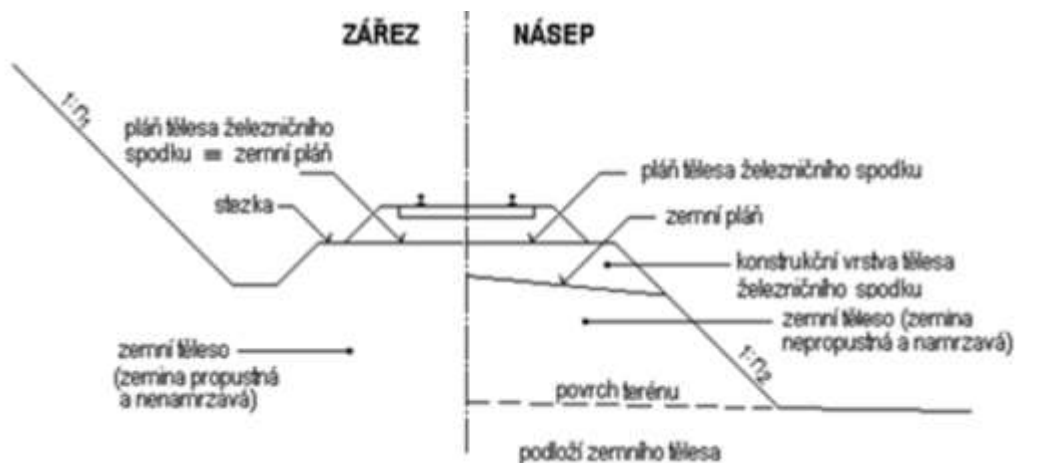 ZÁŘEZ
NÁSEP
1:n1
pláň tělesa železničního
spodku ≡ zemní pláň
stezka
pláň tělesa železničního spodku
zemní pláň
konstrukční vrstva tělesa
železničního spodku
zemní těleso (zemina
nepropustná a namrzavá)
zemní těleso
(zemina propustná
a nenamrzavá)
1:n2
povrch terénu
podloží zemního tělesa